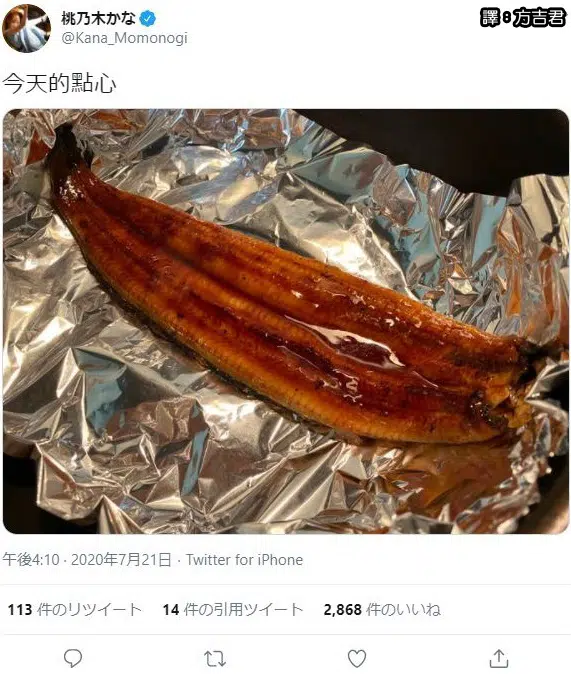 桃乃木かな
譯8方吉君
@Kana_Momonogi
今天的點心
午後4:10 · 2020年7月21日 · Twitter for iPhone
113 件のリツイート 14 件の引用ツイート 2,868 件のいいね